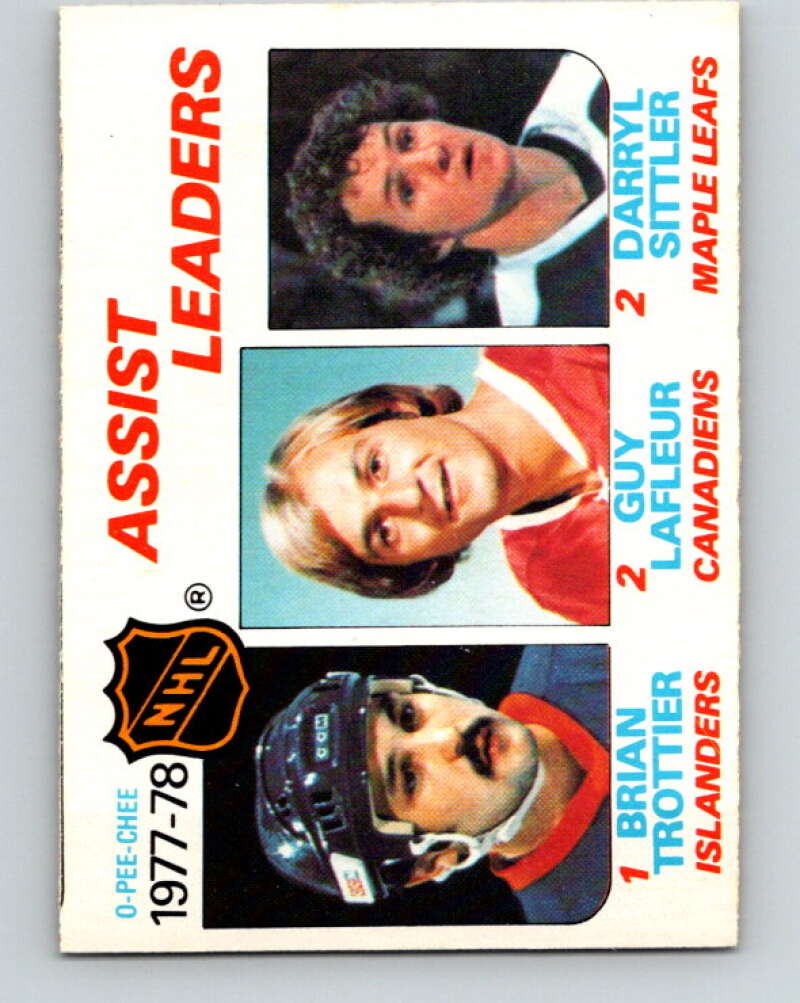 O-PEE-CHEE
1977-78
NHL
®
ASSIST
LEADERS
CCM
1 BRIAN
TROTTIER
ISLANDERS
2 GUY
LAFLEUR
CANADIENS
2 DARRYL
SITTLER
MAPLE LEAFS